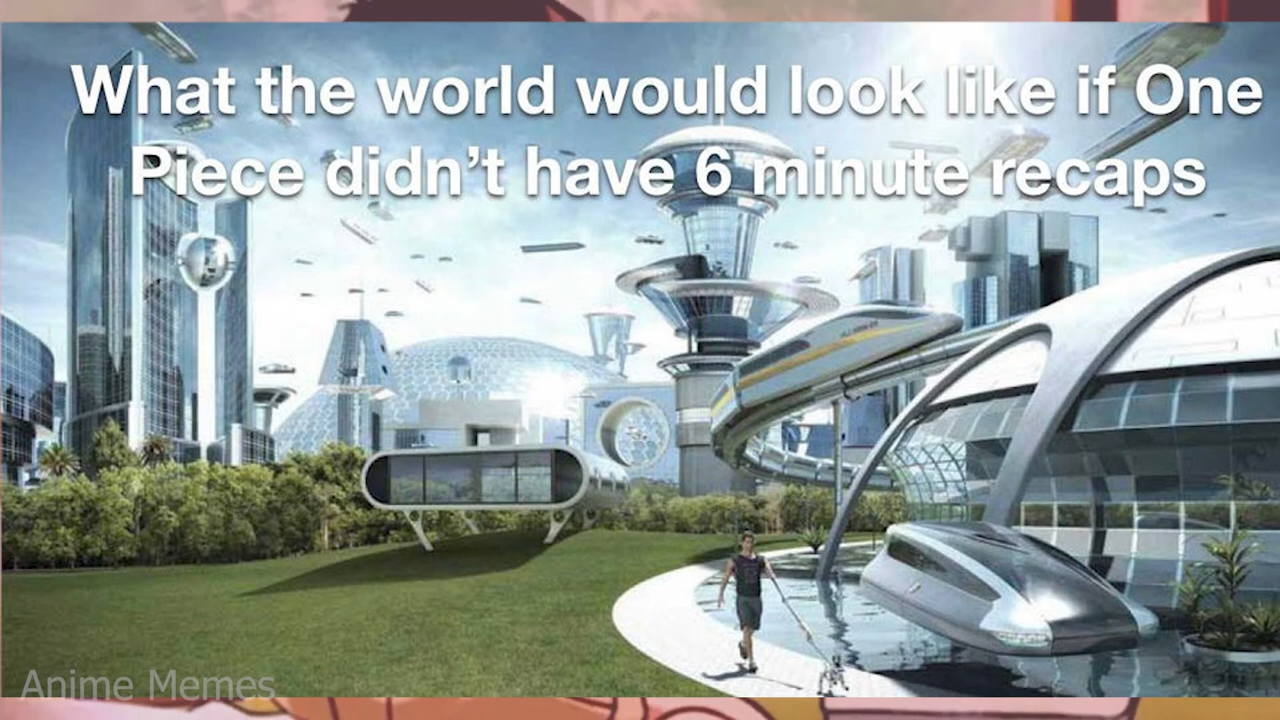 What the world would look like if One
Piece didn’t have 6 minute recaps
Anime Memes